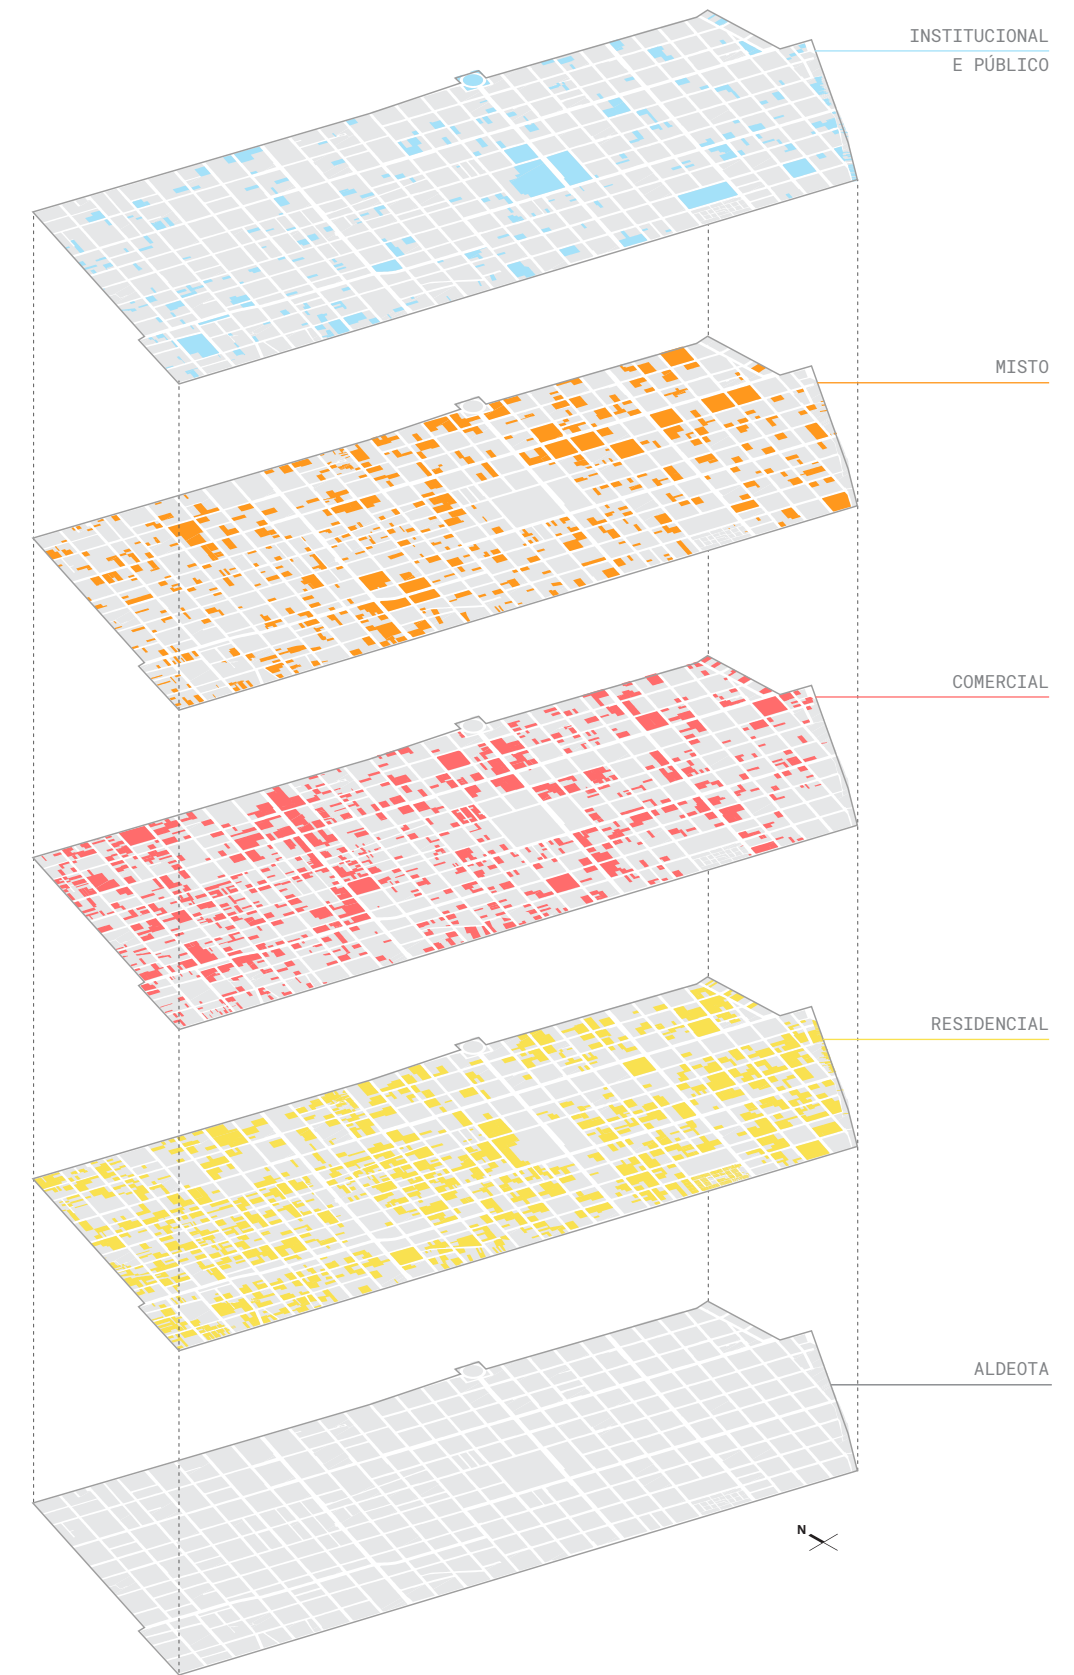 INSTITUCIONAL
E PÚBLICO
MISTO
COMERCIAL
RESIDENCIAL
ALDEOTA
N